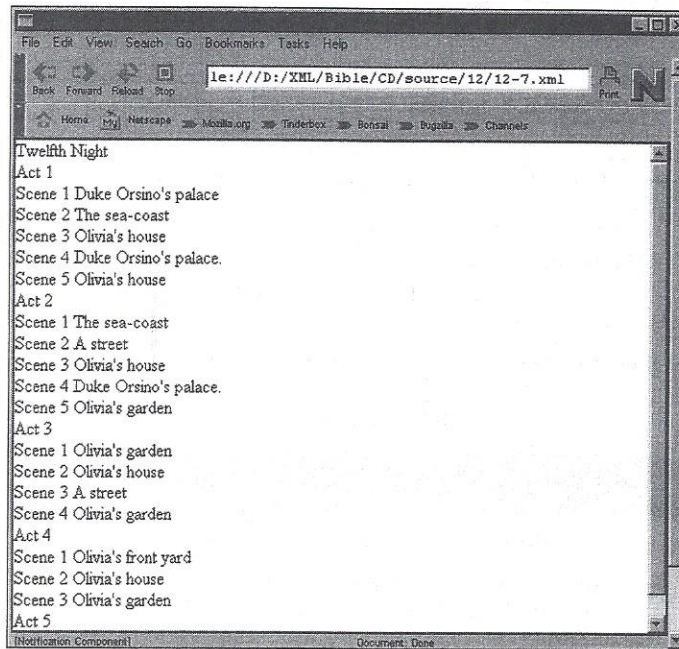 File Edit View Search Go Bookmarks Tasks Help
Back Forward Reload Stop
le:///D:/XML/Bible/CD/source/12/12-7.xml
Print N
Home My Netscape Mozilla.org Tinderbox Bonsai Bugzilla Channels
Twelfth Night
Act 1
Scene 1 Duke Orsino's palace
Scene 2 The sea-coast
Scene 3 Olivia's house
Scene 4 Duke Orsino's palace.
Scene 5 Olivia's house
Act 2
Scene 1 The sea-coast
Scene 2 A street
Scene 3 Olivia's house
Scene 4 Duke Orsino's palace.
Scene 5 Olivia's garden
Act 3
Scene 1 Olivia's garden
Scene 2 Olivia's house
Scene 3 A street
Scene 4 Olivia's garden
Act 4
Scene 1 Olivia's front yard
Scene 2 Olivia's house
Scene 3 Olivia's garden
Act 5
[Notification Component] Document: Done